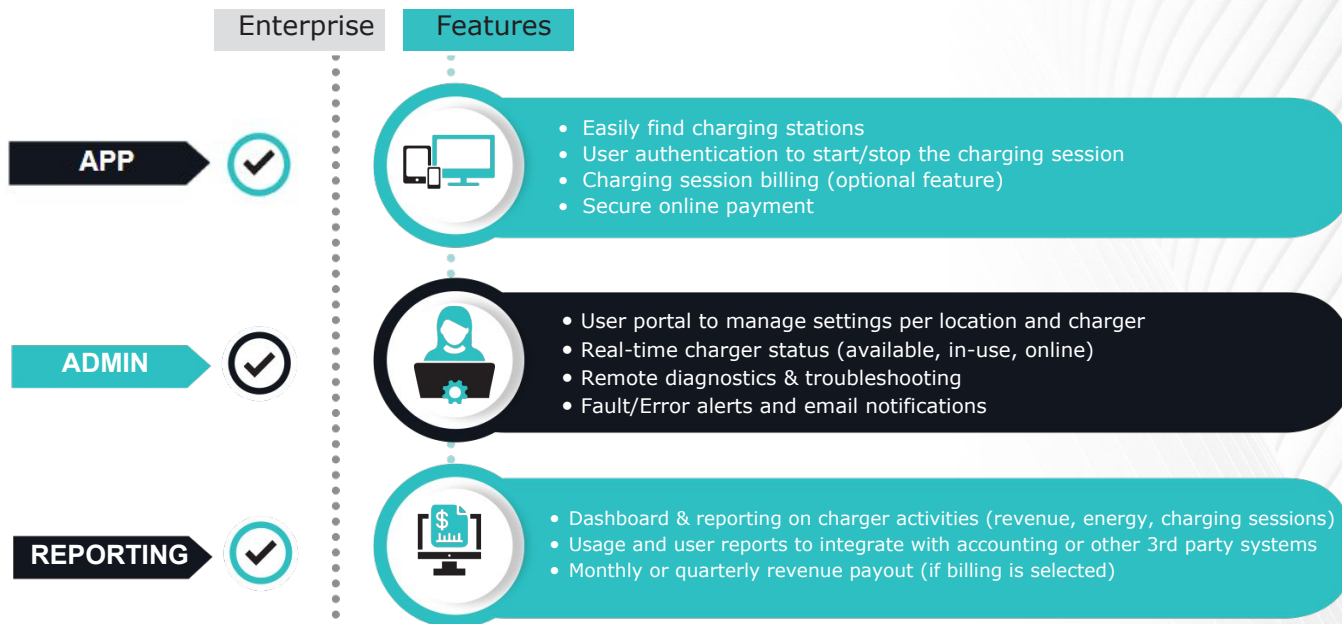 Enterprise Features
APP
• Easily find charging stations
• User authentication to start/stop the charging session
• Charging session billing (optional feature)
• Secure online payment
ADMIN
• User portal to manage settings per location and charger
• Real-time charger status (available, in-use, online)
• Remote diagnostics & troubleshooting
• Fault/Error alerts and email notifications
REPORTING
$
• Dashboard & reporting on charger activities (revenue, energy, charging sessions)
• Usage and user reports to integrate with accounting or other 3rd party systems
• Monthly or quarterly revenue payout (if billing is selected)